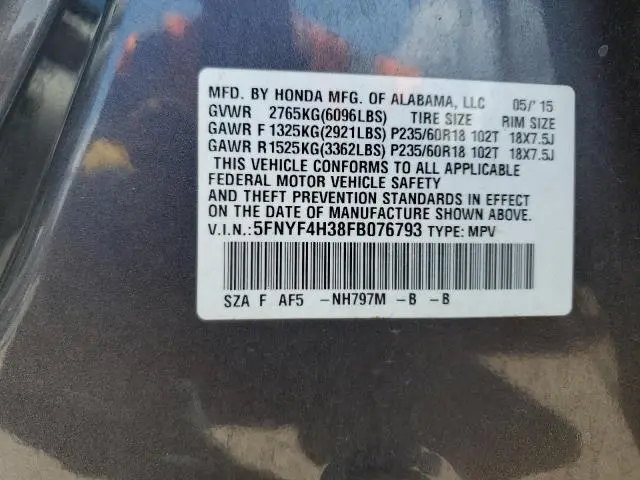 MFD. BY HONDA MFG. OF ALABAMA, LLC 05/'15
GVWR 2765KG(6096LBS) TIRE SIZE RIM SIZE
GAWR F 1325KG(2921LBS) P235/60R18 102T 18X7.5J
GAWR R1525KG(3362LBS) P235/60R18 102T 18X7.5J
THIS VEHICLE CONFORMS TO ALL APPLICABLE
FEDERAL MOTOR VEHICLE SAFETY
AND THEFT PREVENTION STANDARDS IN EFFECT
ON THE DATE OF MANUFACTURE SHOWN ABOVE.
V.I.N.:5FNYF4H38FB076793 TYPE: MPV
SZA F AF5 -NH797M -B -B